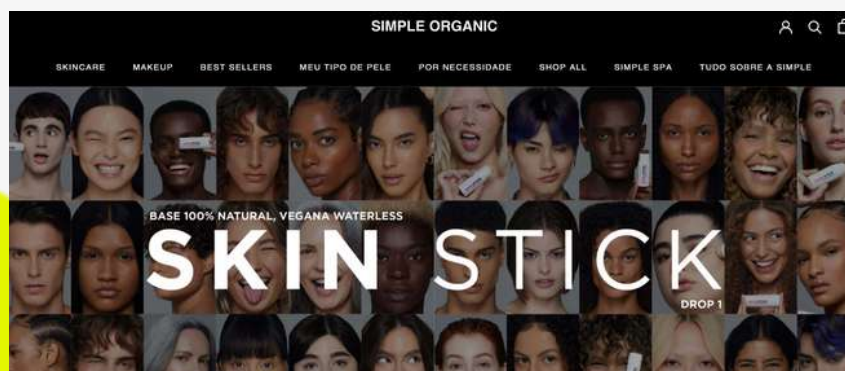 SIMPLE ORGANIC
SKINCARE MAKEUP BEST SELLERS MEU TIPO DE PELE POR NECESSIDADE SHOP ALL SIMPLE SPA TUDO SOBRE A SIMPLE
BASE 100% NATURAL, VEGANA WATERLESS
SKIN STICK
DROP 1